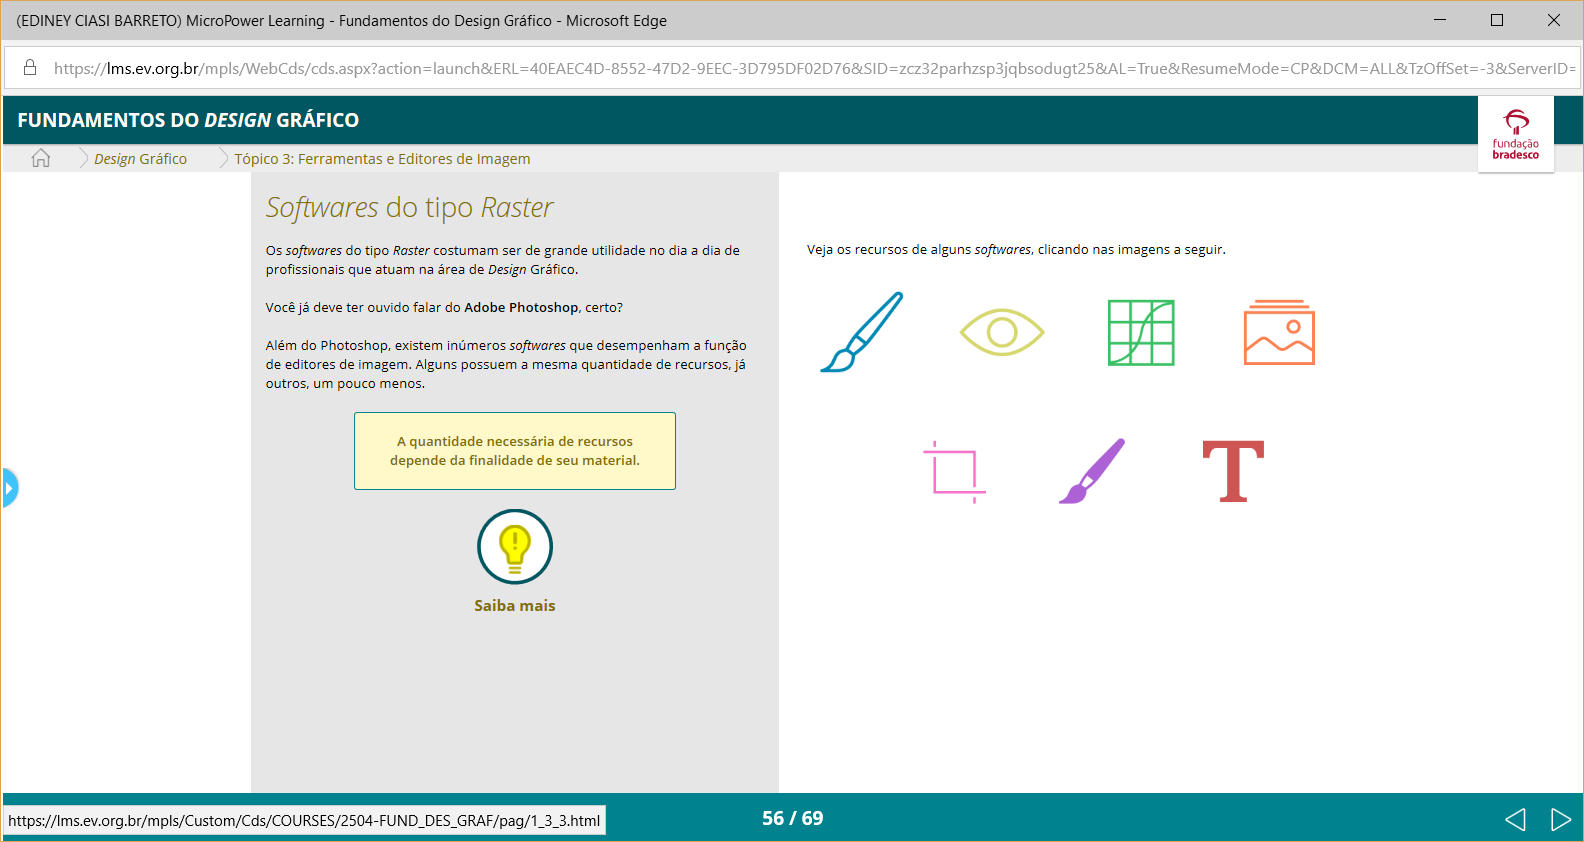 (EDINEY CIASI BARRETO) MicroPower Learning - Fundamentos do Design Gráfico - Microsoft Edge
https://lms.ev.org.br/mpls/WebCds/cds.aspx?action=launch&ERL=40EAEC4D-8552-47D2-9EEC-3D795DF02D76&SID=zcz32parhzsp3jqbsodugt25&AL=True&ResumeMode=CP&DCM=ALL&TzOffSet=-3&ServerID=
FUNDAMENTOS DO DESIGN GRÁFICO
fundação
bradesco
Design Gráfico
Tópico 3: Ferramentas e Editores de Imagem
Softwares do tipo Raster
Os softwares do tipo Raster costumam ser de grande utilidade no dia a dia de
profissionais que atuam na área de Design Gráfico.
Você já deve ter ouvido falar do Adobe Photoshop, certo?
Além do Photoshop, existem inúmeros softwares que desempenham a função
de editores de imagem. Alguns possuem a mesma quantidade de recursos, já
outros, um pouco menos.
A quantidade necessária de recursos
depende da finalidade de seu material.
Saiba mais
Veja os recursos de alguns softwares, clicando nas imagens a seguir.
T
https://lms.ev.org.br/mpls/Custom/Cds/COURSES/2504-FUND_DES_GRAF/pag/1_3_3.html
56 / 69